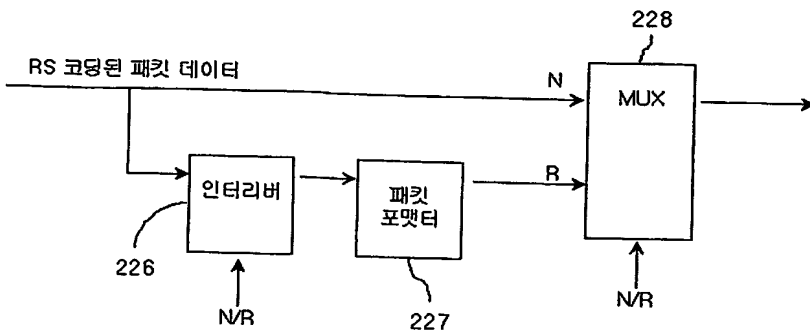 228
RS 코딩된 패킷 데이터
N
MUX
인터리버
패킷
포맷터
R
226
227
N/R
N/R